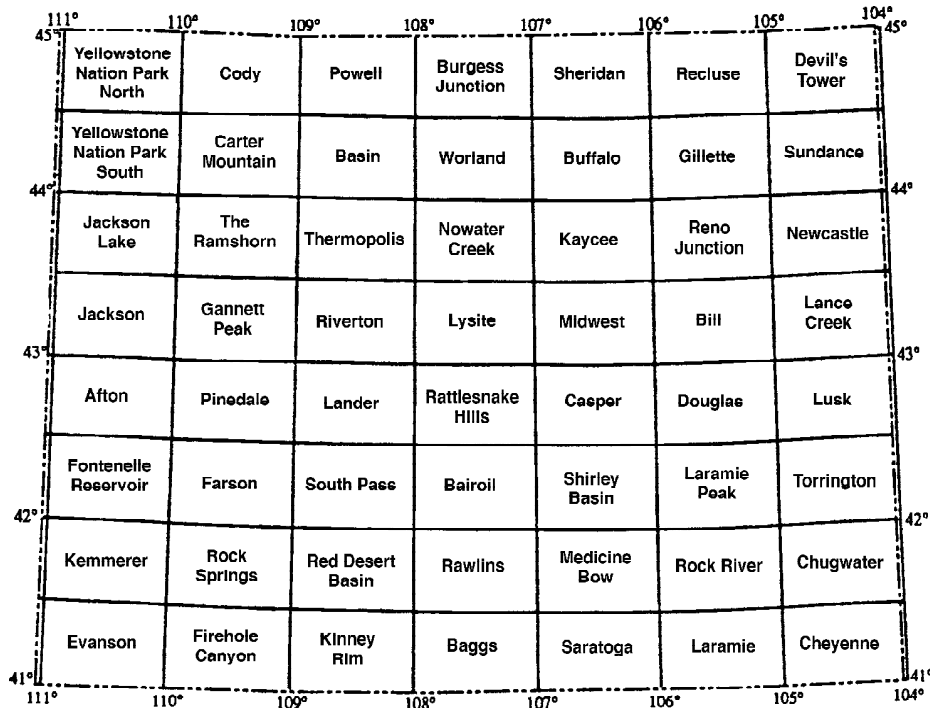 111° 110° 109° 108° 107° 106° 105° 104°
45° 45°
Yellowstone
Nation Park
North
Cody
Powell
Burgess
Junction
Sheridan
Recluse
Devil's
Tower
Yellowstone
Nation Park
South
Carter
Mountain
Basin
Worland
Buffalo
Gillette
Sundance
44° 44°
Jackson
Lake
The
Ramshorn
Thermopolis
Nowater
Creek
Kaycee
Reno
Junction
Newcastle
Jackson
Gannett
Peak
Riverton
Lysite
Midwest
Bill
Lance
Creek
43° 43°
Afton
Pinedale
Lander
Rattlesnake
Hills
Casper
Douglas
Lusk
Fontenelle
Reservoir
Farson
South Pass
Bairoil
Shirley
Basin
Laramie
Peak
Torrington
42° 42°
Kemmerer
Rock
Springs
Red Desert
Basin
Rawlins
Medicine
Bow
Rock River
Chugwater
Evanson
Firehole
Canyon
Kinney
Rim
Baggs
Saratoga
Laramie
Cheyenne
41° 41°
111° 110° 109° 108° 107° 106° 105° 104°